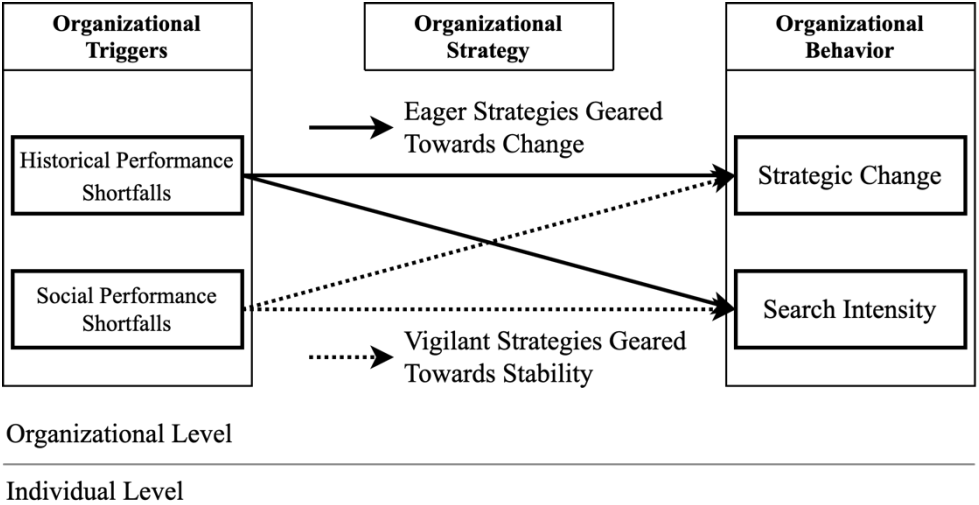 Organizational
Triggers
Organizational
Strategy
Organizational
Behavior
Eager Strategies Geared
Towards Change
Historical Performance
Shortfalls
Strategic Change
Social Performance
Shortfalls
Search Intensity
Vigilant Strategies Geared
Towards Stability
Organizational Level
Individual Level